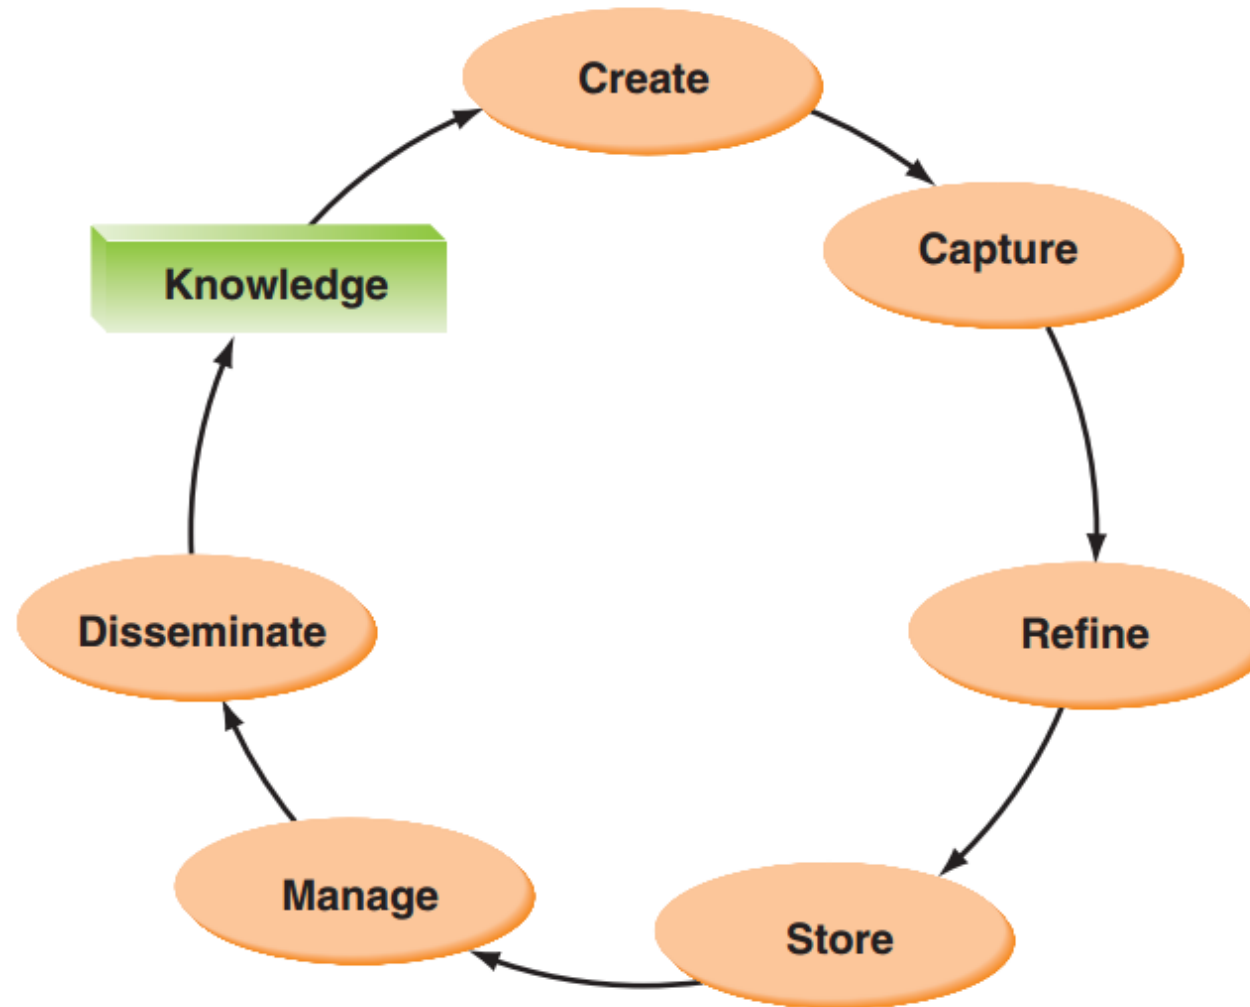 Create
Capture
Knowledge
Refine
Disseminate
Manage
Store